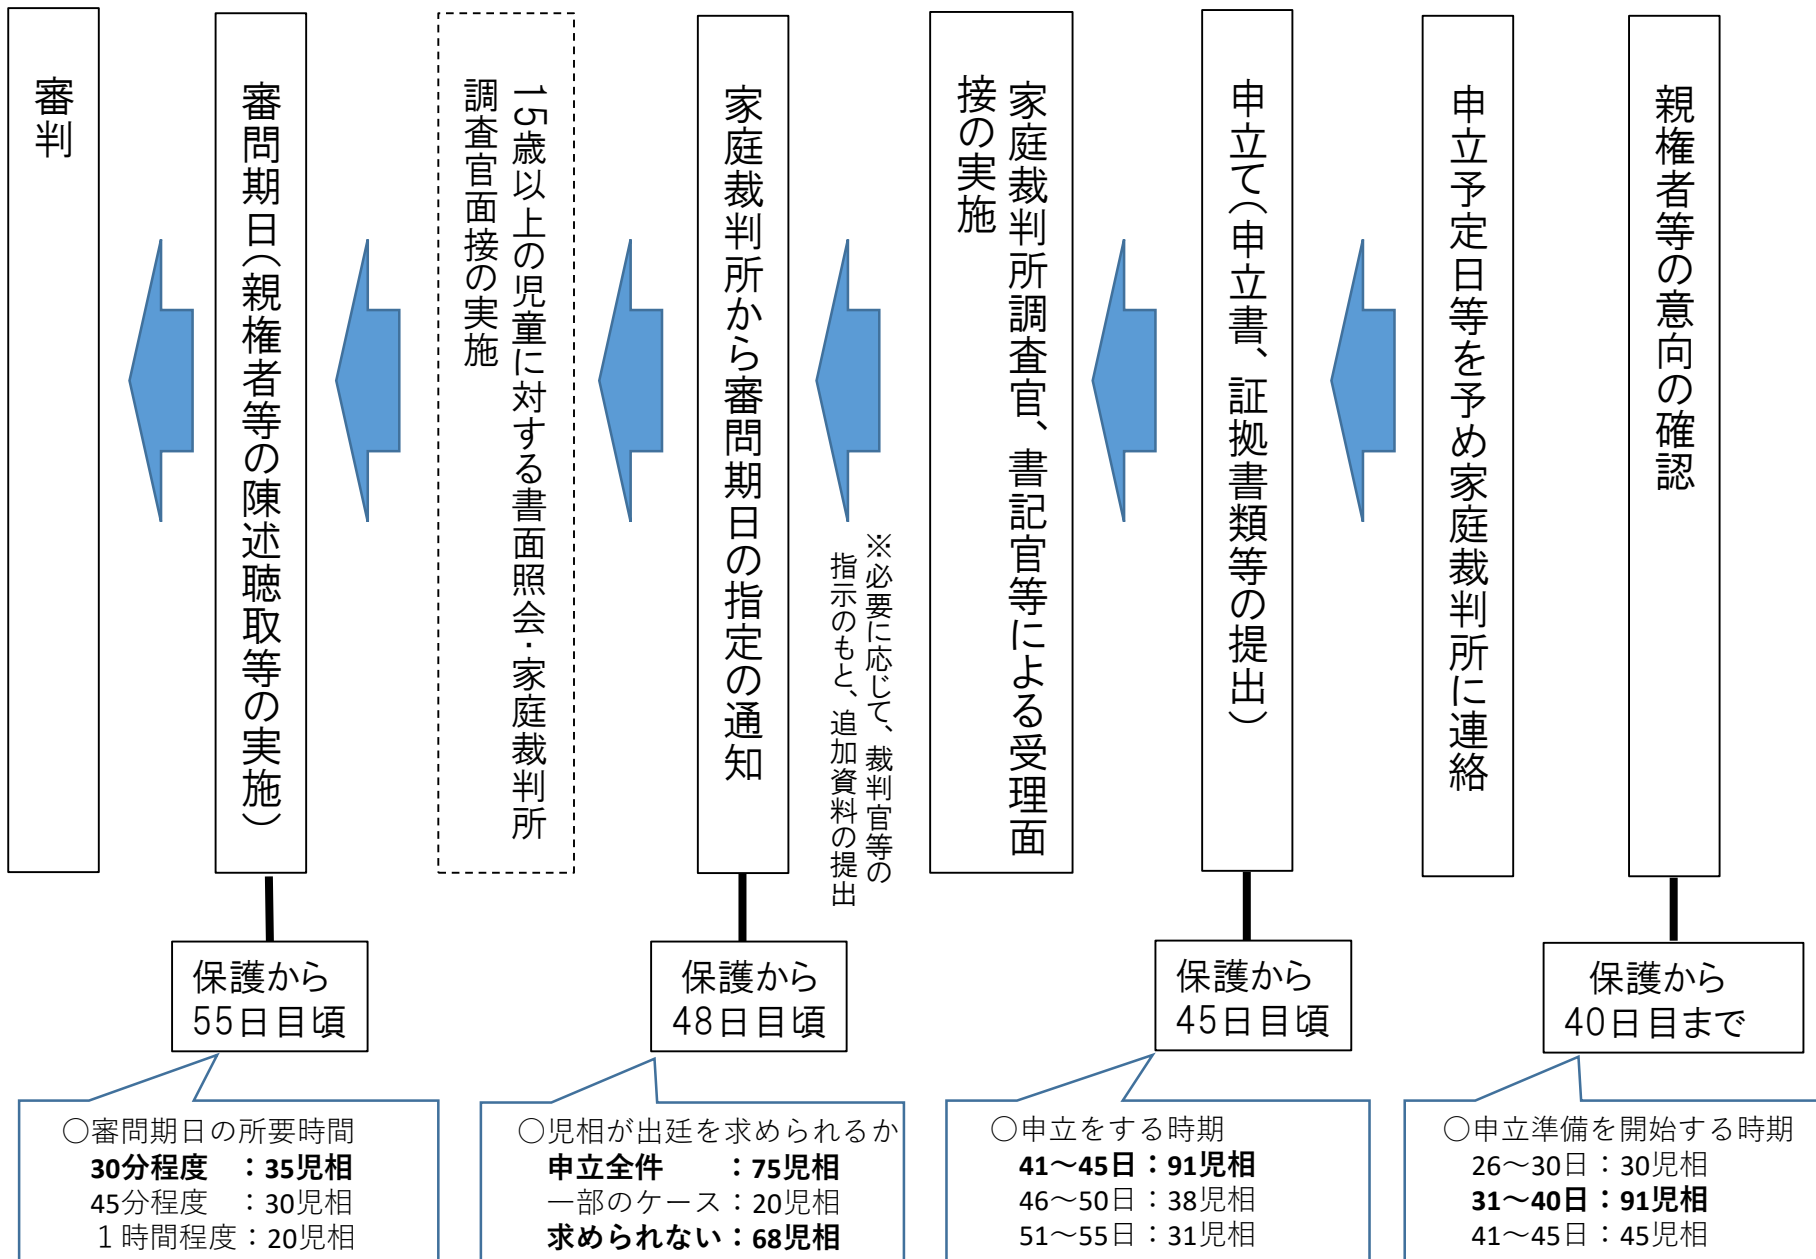 親権者等の意向の確認
申立予定日等を予め家庭裁判所に連絡
申立て（申立書、証拠書類等の提出）
家庭裁判所調査官、書記官等による受理面
接の実施
※必要に応じて、裁判官等の
指示のもと、追加資料の提出
家庭裁判所から審問期日の指定の通知
15歳以上の児童に対する書面照会・家庭裁判所
調査官面接の実施
審問期日（親権者等の陳述聴取等の実施）
審判
保護から
40日目まで
保護から
45日目頃
保護から
48日目頃
保護から
55日目頃
○申立準備を開始する時期
26～30日：30児相
31～40日：91児相
41～45日：45児相
○申立をする時期
41～45日：91児相
46～50日：38児相
51～55日：31児相
○児相が出廷を求められるか
申立全件　　：75児相
一部のケース：20児相
求められない：68児相
○審問期日の所要時間
30分程度　：35児相
45分程度　：30児相
１時間程度：20児相